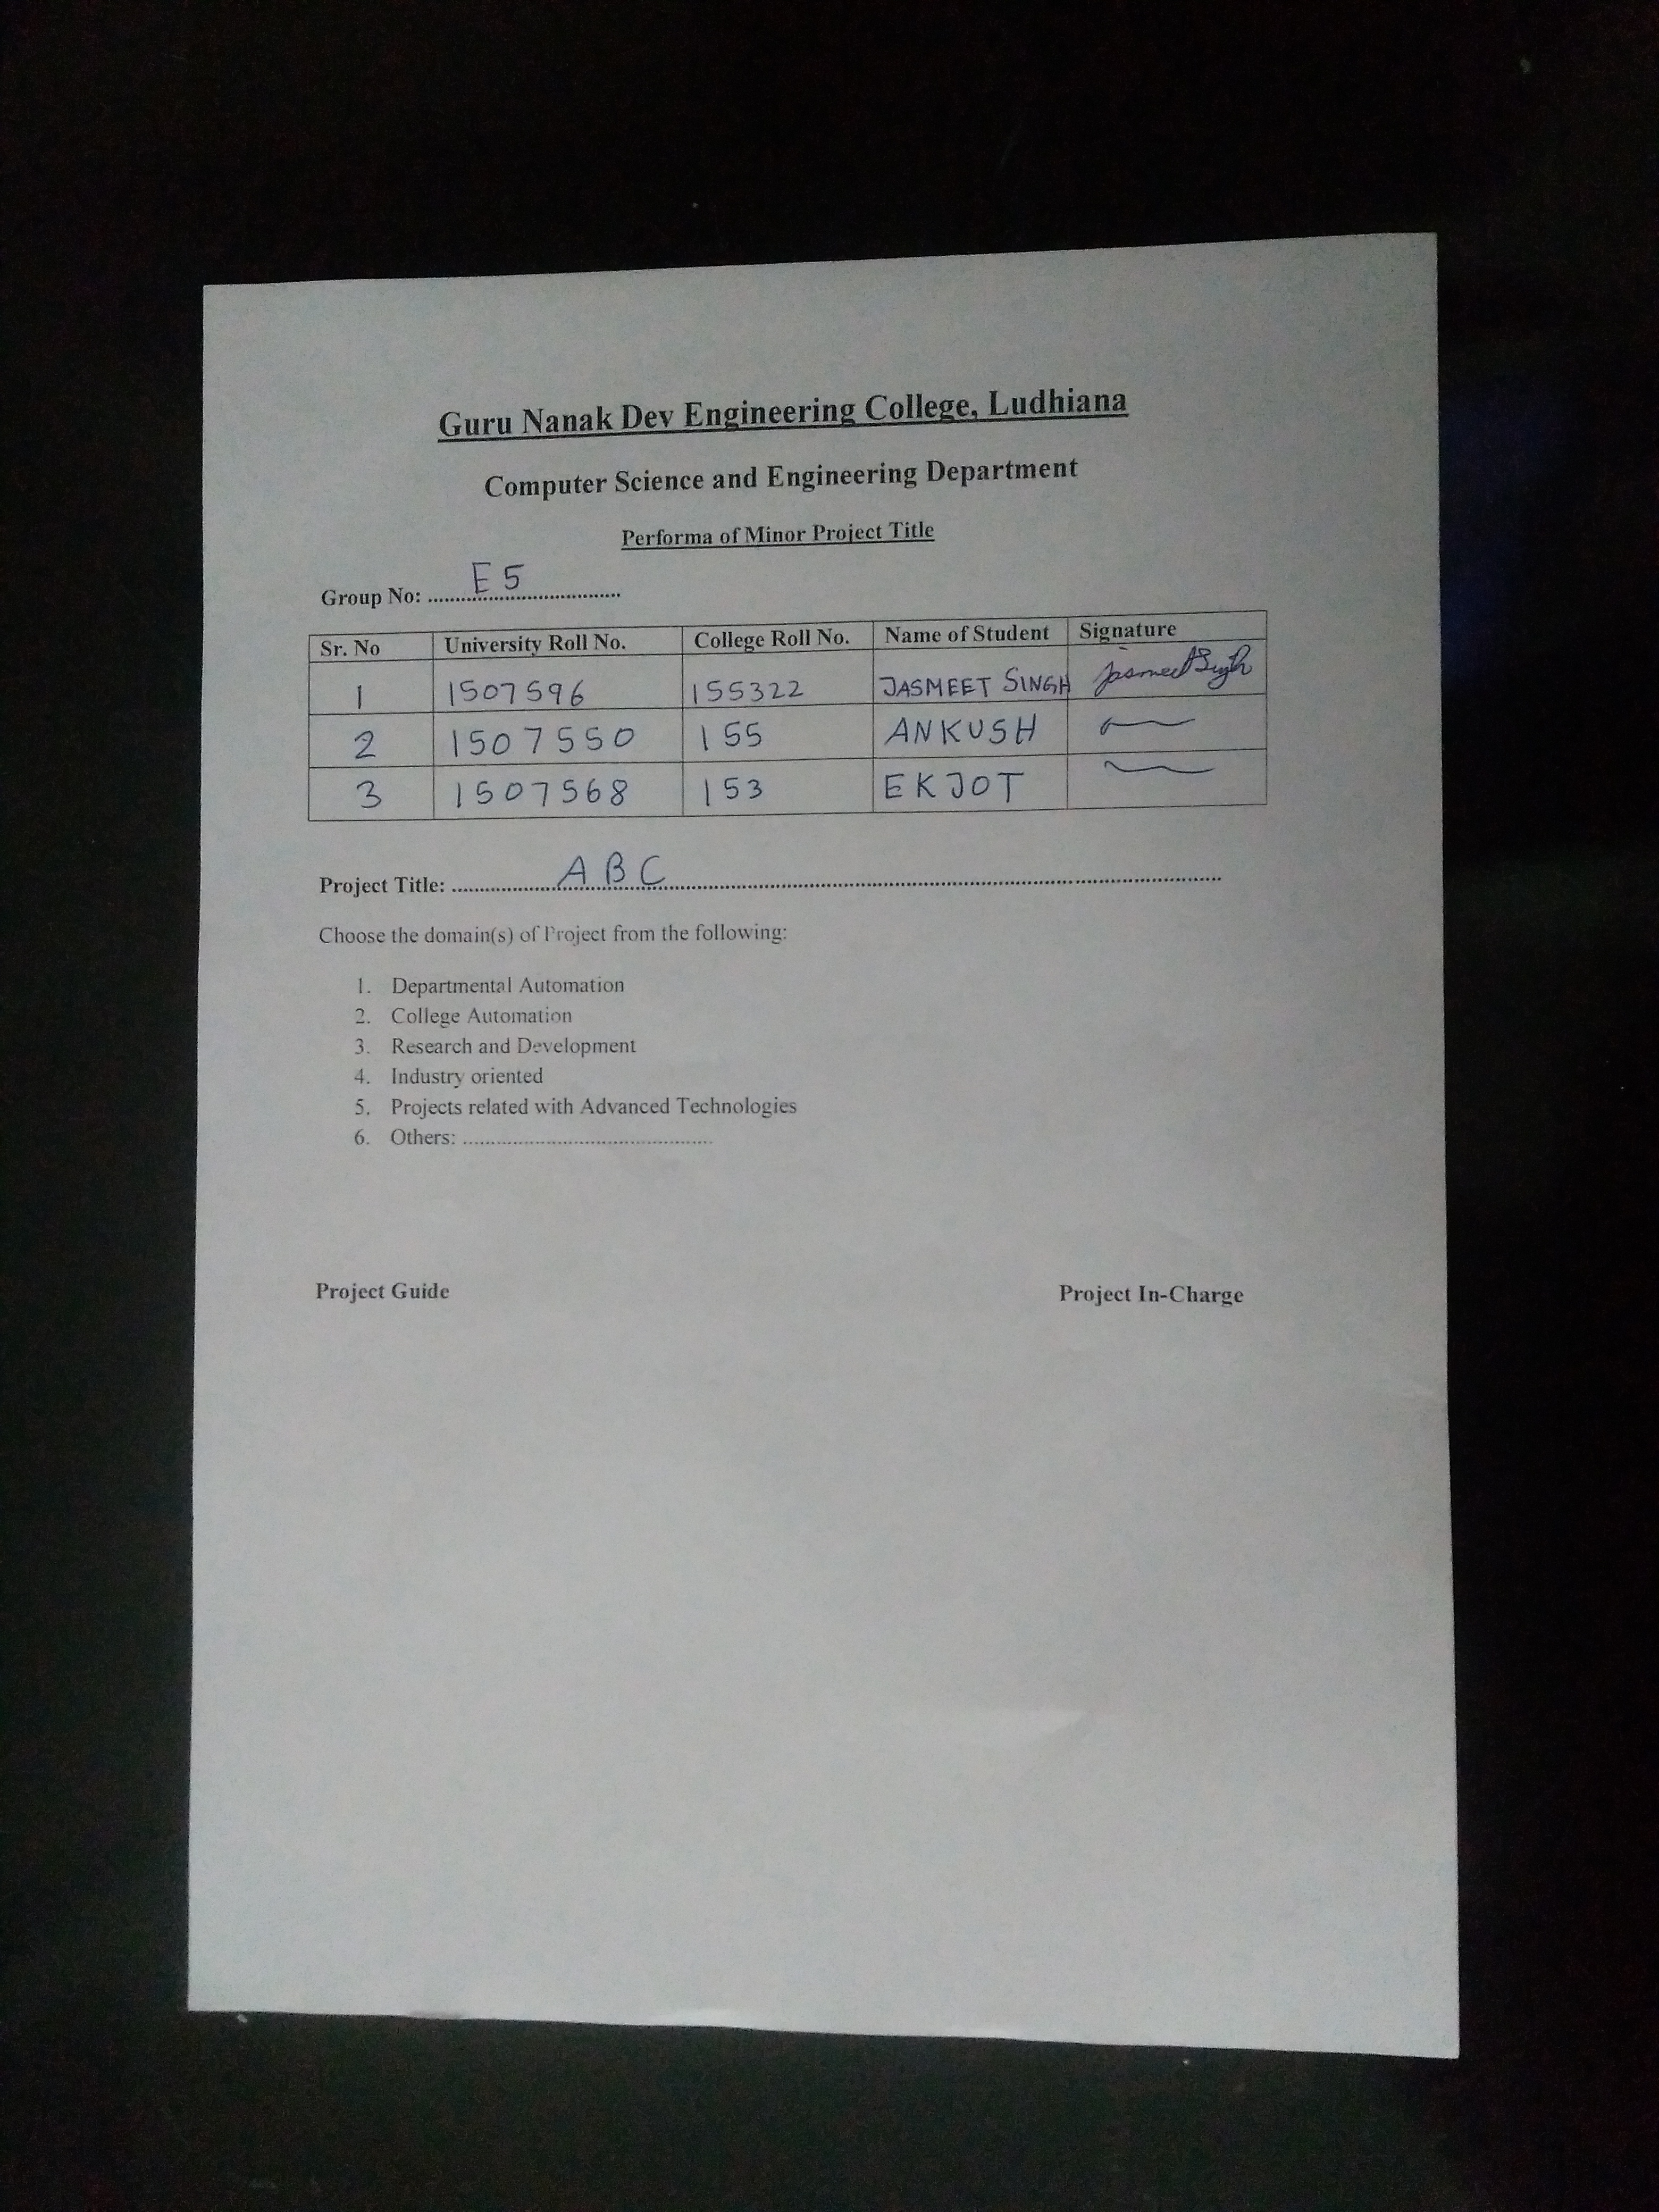 Guru Nanak Dev Engineering College, Ludhiana
Computer Science and Engineering Department
Performa of Minor Project Title
Group No: .................................... E5
Sr. No University Roll No. College Roll No. Name of Student Signature
1 1507596 155322 JASMEET SINGH Jasmeet Singh
2 1507550 155 ANKUSH
3 1507568 153 EKJOT
Project Title: .................... ABC ....................
Choose the domain(s) of Project from the following:
1. Departmental Automation
2. College Automation
3. Research and Development
4. Industry oriented
5. Projects related with Advanced Technologies
6. Others: ................................................
Project Guide Project In-Charge